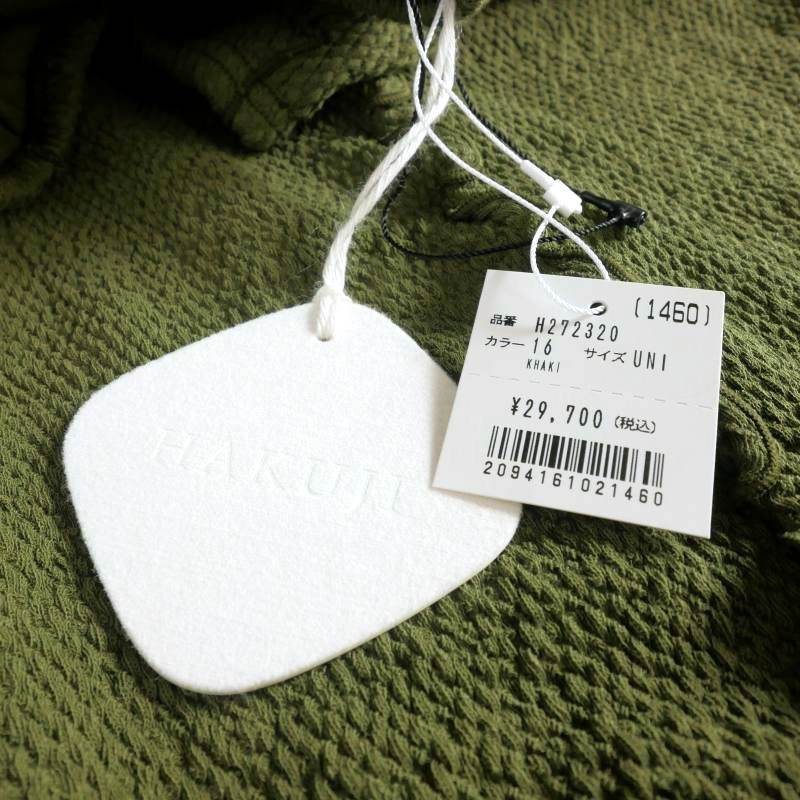 HAKUJI
(1460)
品番 H272320
カラー 16 サイズ UNI
KHAKI
¥29,700 (税込)
2094161021460